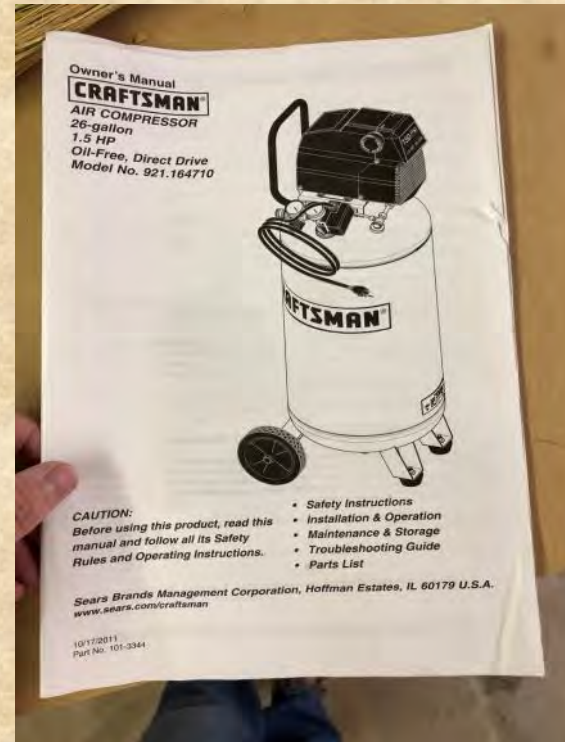 Owner's Manual
CRAFTSMAN®
AIR COMPRESSOR
26-gallon
1.5 HP
Oil-Free, Direct Drive
Model No. 921.164710
RAFTSMAN®
CAUTION:
Before using this product, read this
manual and follow all its Safety
Rules and Operating Instructions.
• Safety Instructions
• Installation & Operation
• Maintenance & Storage
• Troubleshooting Guide
• Parts List
Sears Brands Management Corporation, Hoffman Estates, IL 60179 U.S.A.
www.sears.com/craftsman
10/17/2011
Part No. 101-3344